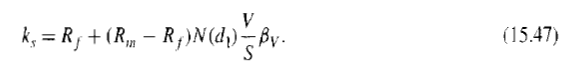 k_s = R_f + (R_m − R_f)N(d_1) V/S β_V. (15.47)